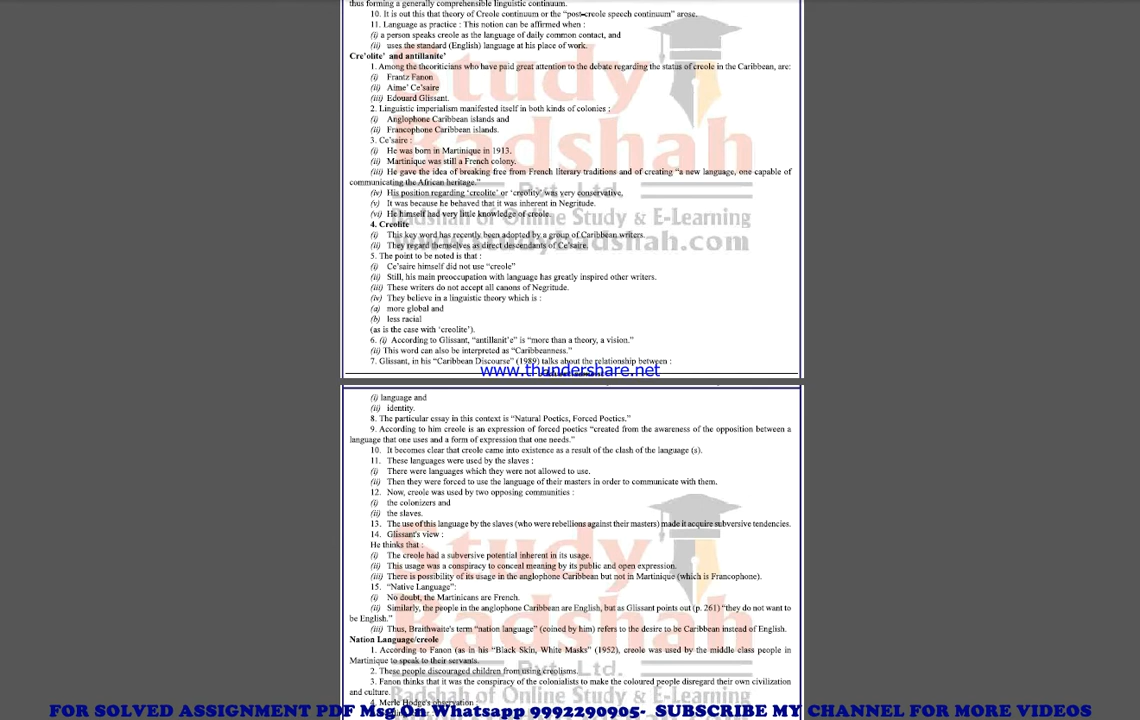 thus forming a generally comprehensible linguistic continuum.
10. It is out this that theory of Creole continuum or the “post-creole speech continuum” arose.
11. Language as practice : This notion can be affirmed when :
(i) a person speaks creole as the language of daily common contact, and
(ii) uses the standard (English) language at his place of work.
Cre’olite’ and antillanite’
1. Among the theoriticians who have paid great attention to the debate regarding the status of creole in the Caribbean, are:
(i) Frantz Fanon
(ii) Aime’ Ce’saire
(iii) Edouard Glissant.
2. Linguistic imperialism manifested itself in both kinds of colonies :
(i) Anglophone Caribbean islands and
(ii) Francophone Caribbean islands.
3. Ce’saire :
(i) He was born in Martinique in 1913.
(ii) Martinique was still a French colony.
(iii) He gave the idea of breaking free from French literary traditions and of creating “a new language, one capable of
communicating the African heritage.”
(iv) His position regarding ‘creolite’ or ‘creolity’ was very conservative.
(v) It was because he behaved that it was inherent in Negritude.
(vi) He himself had very little knowledge of creole.
4. Creolite
(i) This key word has recently been adopted by a group of Caribbean writers.
(ii) They regard themselves as direct descendants of Ce’saire.
5. The point to be noted is that :
(i) Ce’saire himself did not use “creole”
(ii) Still, his main preoccupation with language has greatly inspired other writers.
(iii) These writers do not accept all canons of Negritude.
(iv) They believe in a linguistic theory which is :
(a) more global and
(b) less racial
(as is the case with ‘creolite’).
6. (i) According to Glissant, “antillanit’e” is “more than a theory, a vision.”
(ii) This word can also be interpreted as “Caribbeanness.”
7. Glissant, in his “Caribbean Discourse” (1989) talks about the relationship between :
www.thundershare.net
(i) language and
(ii) identity.
8. The particular essay in this context is “Natural Poetics, Forced Poetics.”
9. According to him creole is an expression of forced poetics “created from the awareness of the opposition between a
language that one uses and a form of expression that one needs.”
10. It becomes clear that creole came into existence as a result of the clash of the language (s).
11. These languages were used by the slaves :
(i) There were languages which they were not allowed to use.
(ii) Then they were forced to use the language of their masters in order to communicate with them.
12. Now, creole was used by two opposing communities :
(i) the colonizers and
(ii) the slaves.
13. The use of this language by the slaves (who were rebellions against their masters) made it acquire subversive tendencies.
14. Glissant's view :
He thinks that :
(i) The creole had a subversive potential inherent in its usage.
(ii) This usage was a conspiracy to conceal meaning by its public and open expression.
(iii) There is possibility of its usage in the anglophone Caribbean but not in Martinique (which is Francophone).
15. “Native Language”:
(i) No doubt, the Martinicans are French.
(ii) Similarly, the people in the anglophone Caribbean are English, but as Glissant points out (p. 261) “they do not want to
be English.”
(iii) Thus, Braithwaite's term “nation language” (coined by him) refers to the desire to be Caribbean instead of English.
Nation Language/creole
1. According to Fanon (as in his “Black Skin, White Masks” (1952), creole was used by the middle class people in
Martinique to speak to their servants.
2. These people discouraged children from using creolisms.
3. Fanon thinks that it was the conspiracy of the colonialists to make the coloured people disregard their own civilization
and culture.
4. Merle Hodge's observation
Study
Badshah
Pvt. Ltd.
Badshah of Online Study & E-Learning
www.studybadshah.com
Study
Badshah
Pvt. Ltd.
Badshah of Online Study & E-Learning
FOR SOLVED ASSIGNMENT PDF Msg On Whatsapp 9992290905- SUBSCRIBE MY CHANNEL FOR MORE VIDEOS